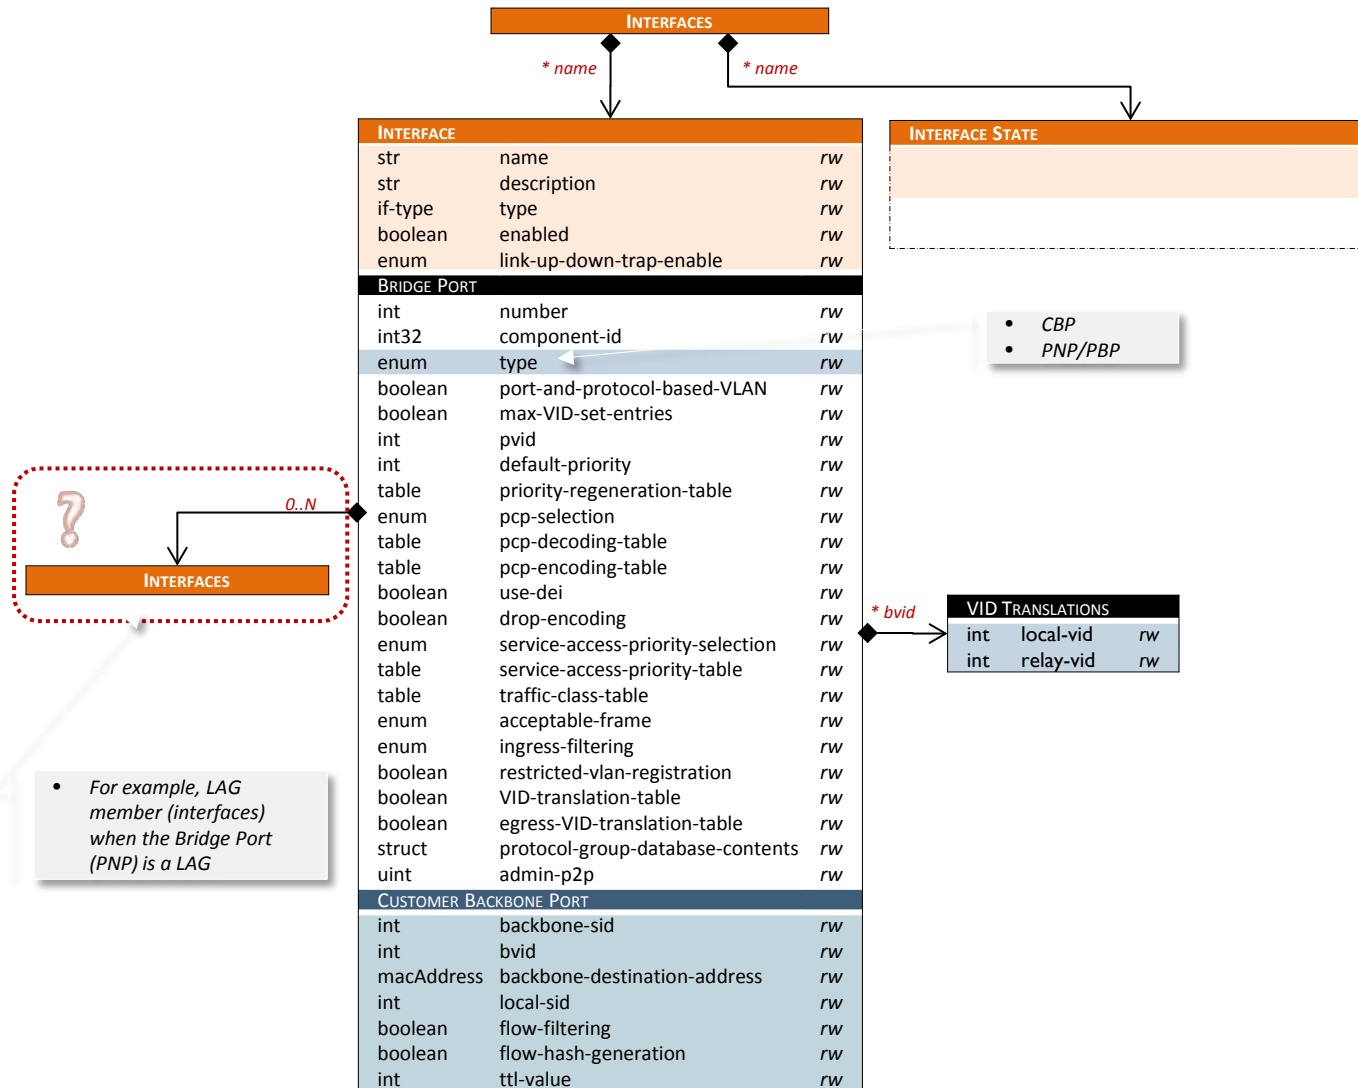 INTERFACES
* name
* name
INTERFACE
str name rw
str description rw
if-type type rw
boolean enabled rw
enum link-up-down-trap-enable rw
BRIDGE PORT
int number rw
int32 component-id rw
enum type rw
boolean port-and-protocol-based-VLAN rw
boolean max-VID-set-entries rw
int pvid rw
int default-priority rw
table priority-regeneration-table rw
enum pcp-selection rw
table pcp-decoding-table rw
table pcp-encoding-table rw
boolean use-dei rw
boolean drop-encoding rw
enum service-access-priority-selection rw
table service-access-priority-table rw
table traffic-class-table rw
enum acceptable-frame rw
enum ingress-filtering rw
boolean restricted-vlan-registration rw
boolean VID-translation-table rw
boolean egress-VID-translation-table rw
struct protocol-group-database-contents rw
uint admin-p2p rw
CUSTOMER BACKBONE PORT
int backbone-sid rw
int bvid rw
macAddress backbone-destination-address rw
int local-sid rw
boolean flow-filtering rw
boolean flow-hash-generation rw
int ttl-value rw
INTERFACE STATE
• CBP
• PNP/PBP
?
0..N
INTERFACES
• For example, LAG
member (interfaces)
when the Bridge Port
(PNP) is a LAG
* bvid
VID TRANSLATIONS
int local-vid rw
int relay-vid rw